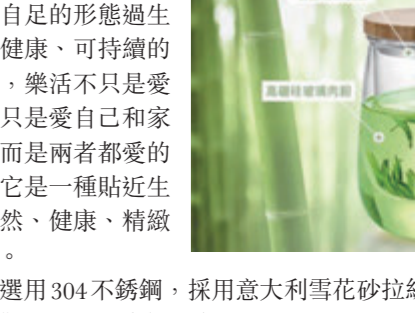 自足的形態過生
健康、可持續的
，樂活不只是愛
只是愛自己和家
而是兩者都愛的
它是一種貼近生
然、健康、精緻
。
高硼硅玻璃內膽
選用304不銹鋼，採用意大利雪花砂拉絲